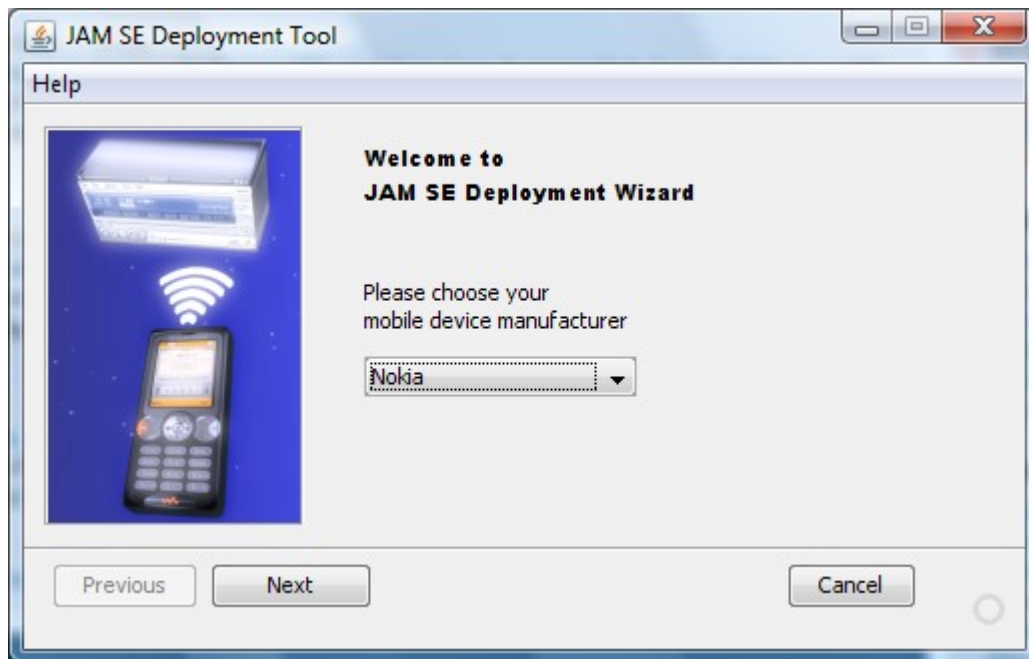 JAM SE Deployment Tool
Help
Welcome to
JAM SE Deployment Wizard
Please choose your
mobile device manufacturer
Nokia
Previous
Next
Cancel